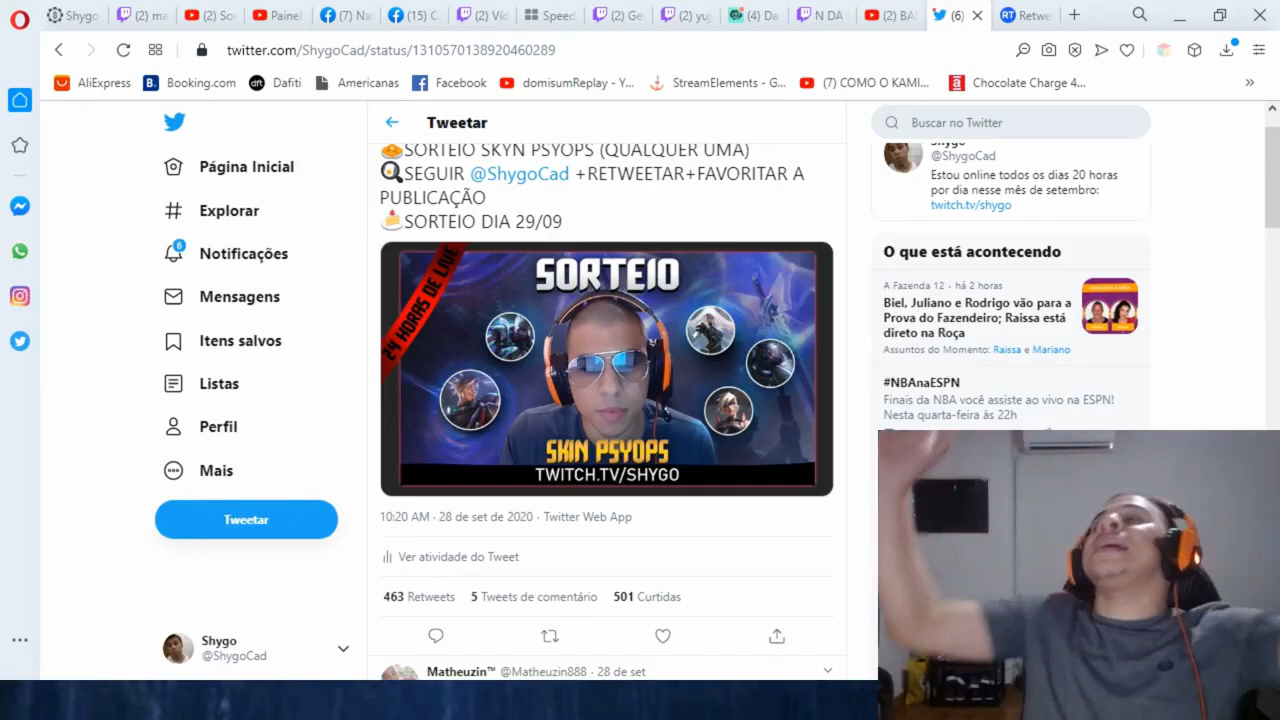 Shygo
(2) ma
(2) So
Painel
(7) Na
(15) C
(2) Víc
Speed
(2) Ge
(2) yuj
(4) Da
N DA
(2) BA
(6)
RT Retwe
twitter.com/ShygoCad/status/1310570138920460289
AliExpress
B. Booking.com
dft Dafiti
Americanas
Facebook
domisumReplay - Y...
StreamElements - G...
(7) COMO O KAMI...
a Chocolate Charge 4...
Página Inicial
Explorar
6
Notificações
Mensagens
Itens salvos
Listas
Perfil
Mais
Tweetar
Shygo
@ShygoCad
Tweetar
SORTEIO SKYN PSYOPS (QUALQUER UMA)
SEGUIR @ShygoCad +RETWEETAR+FAVORITAR A
PUBLICAÇÃO
SORTEIO DIA 29/09
24 HORAS DE LIVE
SORTEIO
SKIN PSYOPS
TWITCH.TV/SHYGO
10:20 AM · 28 de set de 2020 · Twitter Web App
Ver atividade do Tweet
463 Retweets 5 Tweets de comentário 501 Curtidas
Matheuzin™ @Matheuzin888 · 28 de set
Buscar no Twitter
Shygo
@ShygoCad
Estou online todos os dias 20 horas
por dia nesse mês de setembro:
twitch.tv/shygo
O que está acontecendo
A Fazenda 12 · há 2 horas
Biel, Juliano e Rodrigo vão para a
Prova do Fazendeiro; Raissa está
direto na Roça
Assuntos do Momento: Raissa e Mariano
#NBAnaESPN
Finais da NBA você assiste ao vivo na ESPN!
Nesta quarta-feira às 22h